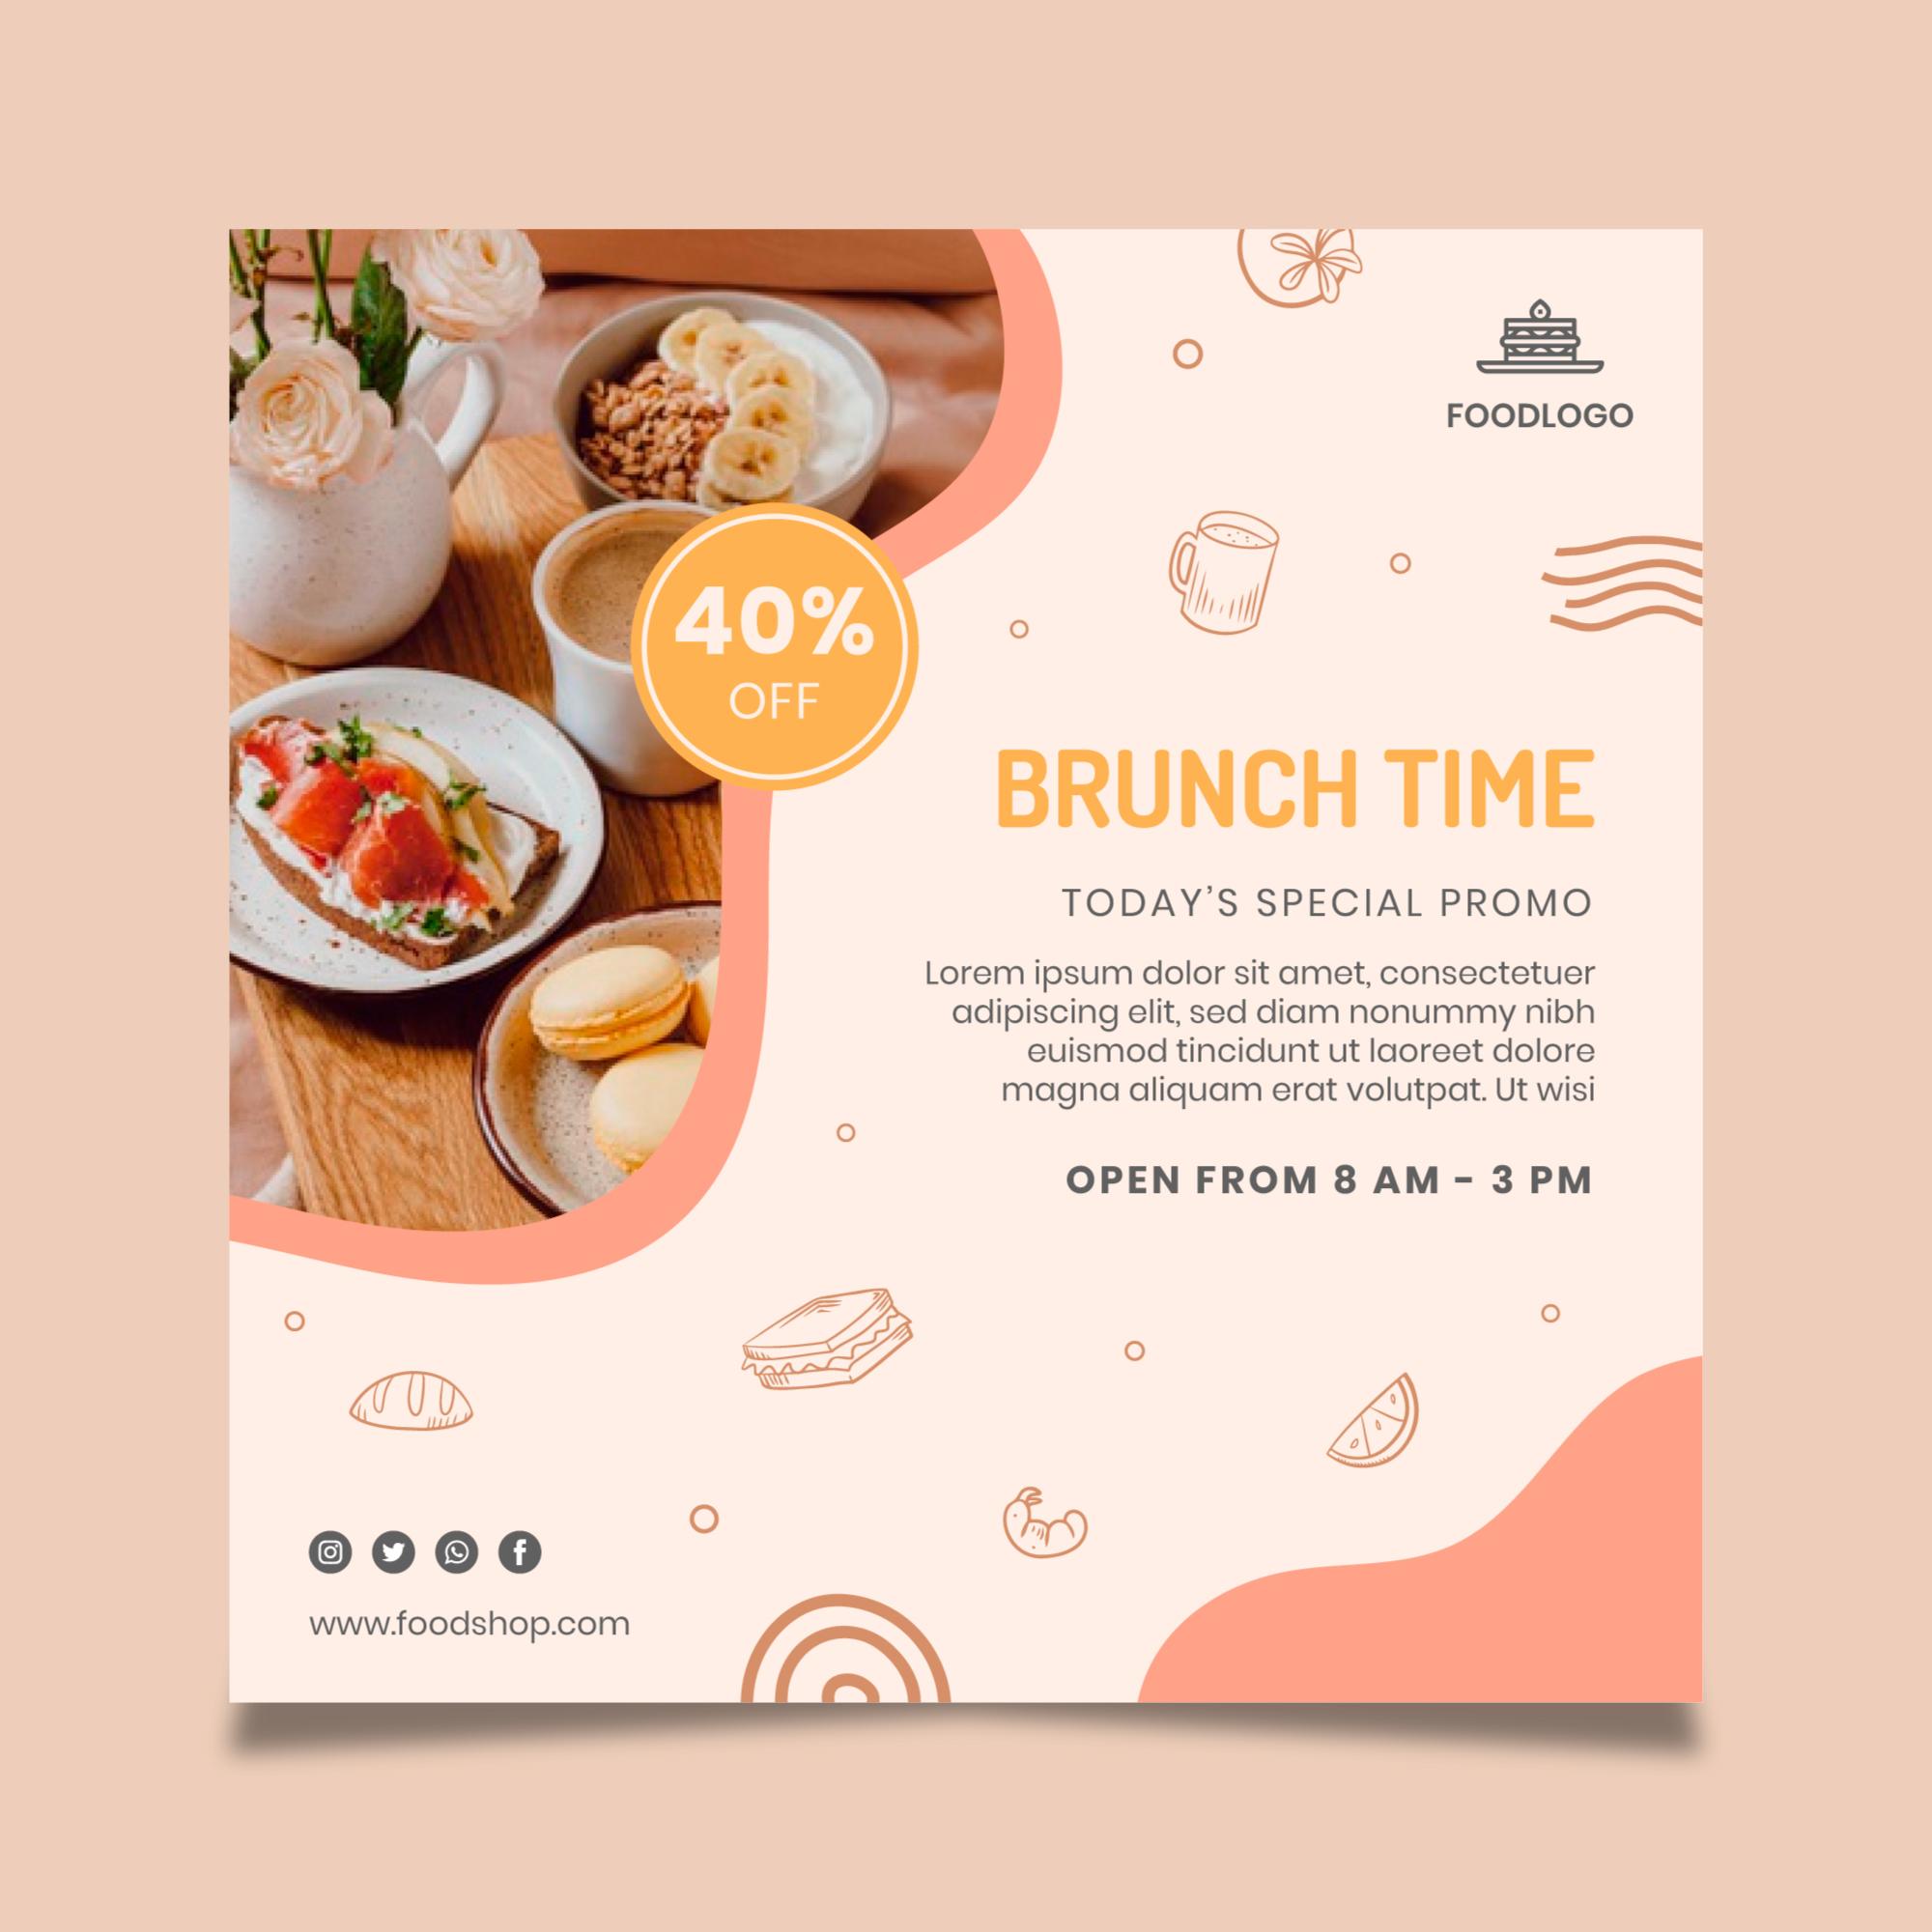 FOODLOGO
40%
OFF
BRUNCH TIME
TODAY’S SPECIAL PROMO
Lorem ipsum dolor sit amet, consectetuer
adipiscing elit, sed diam nonummy nibh
euismod tincidunt ut laoreet dolore
magna aliquam erat volutpat. Ut wisi
OPEN FROM 8 AM - 3 PM
www.foodshop.com